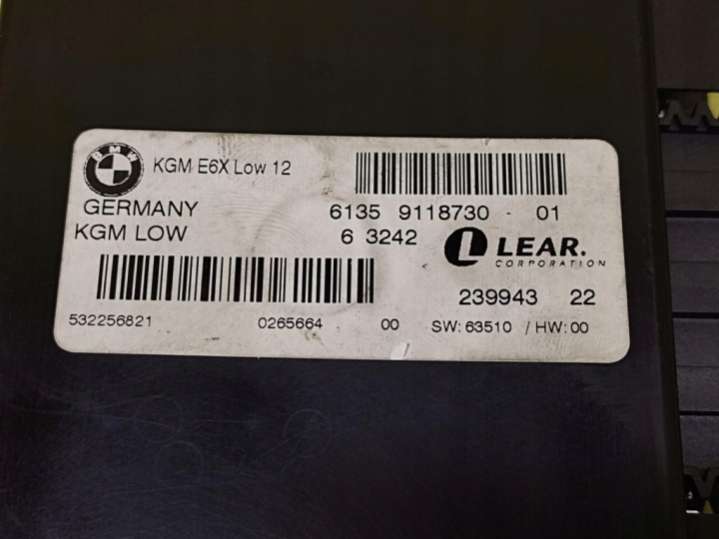 BMW
KGM E6X Low 12
GERMANY 6135 9118730 - 01
KGM LOW 6 3242 LEAR.
CORPORATION
239943 22
532256821 0265664 00 SW: 63510 / HW: 00